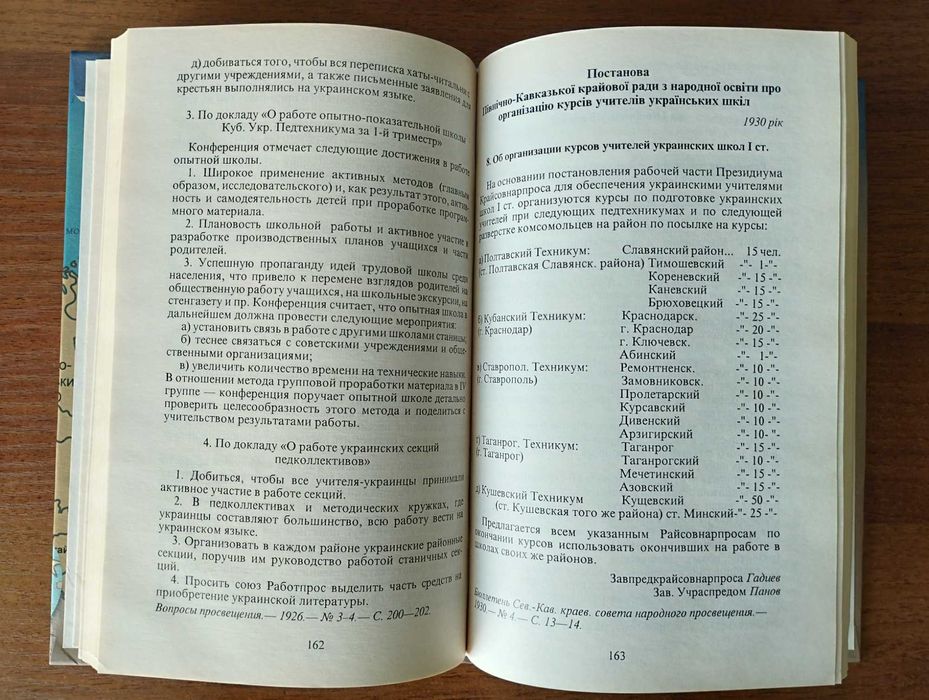 д) добиваться того, чтобы вся переписка хаты-читальни с
другими учреждениями, а также письменные заявления для
крестьян выполнялись на украинском языке.
3. По докладу «О работе опытно-показательной школы
Куб. Укр. Педтехникума за 1-й триместр»
Конференция отмечает следующие достижения в работе
опытной школы.
1. Широкое применение активных методов (главным
образом, исследовательского) и, как результат этого, актив-
ность и самодеятельность детей при проработке програм-
много материала.
2. Плановость школьной работы и активное участие в
разработке производственных планов учащихся и части
родителей.
3. Успешную пропаганду идей трудовой школы среди
населения, что привело к перемене взглядов родителей на
общественную работу учащихся, на школьные экскурсии, на
стенгазету и пр. Конференция считает, что опытная школа в
дальнейшем должна провести следующие мероприятия:
а) установить связь в работе с другими школами станицы;
б) теснее связаться с советскими учреждениями и обще-
ственными организациями;
в) увеличить количество времени на технические навыки.
В отношении метода групповой проработки материала в IV
группе — конференция поручает опытной школе детально
проверить целесообразность этого метода и поделиться с
учительством результатами работы.
4. По докладу «О работе украинских секций
педколлективов»
1. Добиться, чтобы все учителя-украинцы принимали
активное участие в работе секций.
2. В педколлективах и методических кружках, где
украинцы составляют большинство, всю работу вести на
украинском языке.
3. Организовать в каждом районе украинские районные
секции, поручив им руководство работой станичных сек-
ций.
4. Просить союз Работпрос выделить часть средств на
приобретение украинской литературы.
Вопросы просвещения.— 1926.— № 3–4.— С. 200—202.
162
Постанова
Північно-Кавказької крайової ради з народної освіти про
організацію курсів учителів українських шкіл
1930 рік
8. Об организации курсов учителей украинских школ I ст.
На основании постановления рабочей части Президиума
Крайсовнарпроса для обеспечения украинскими учителями
школ I ст. организуются курсы по подготовке украинских
учителей при следующих педтехникумах и по следующей
разверстке комсомольцев на район по посылке на курсы:
а) Полтавский Техникум: Славянский район... 15 чел.
(ст. Полтавская Славянск. района) Тимошевский -"- 1-"-
Кореневский -"- 15 -"-
Каневский -"- 15 -"-
Брюховецкий -"- 15 -"-
б) Кубанский Техникум: Краснодарск. -"- 25 -"-
(г. Краснодар) г. Краснодар -"- 20 -"-
г. Ключевск. -"- 15 -"-
Абинский -"- 1-"-
в) Ставропол. Техникум: Ремонтненск. -"- 10 -"-
(г. Ставрополь) Замовниковск. -"- 10 -"-
Пролетарский -"- 10 -"-
Курсавский -"- 10 -"-
Дивенский -"- 10 -"-
Арзигирский -"- 10- "-
г) Таганрог. Техникум: Таганрог -"- 15 -"-
(г. Таганрог) Таганрогский -"- 10 -"-
Мечетинский -"- 15 -"-
Азовский -"- 15 -"-
д) Кушевский Техникум Кущевский -"- 50 -"-
(ст. Кушевская того же района) ст. Минский-"- 25 -"-
Предлагается всем указанным Райсовнарпросам по
окончании курсов использовать окончивших на работе в
школах своих же районов.
Завпредкрайсовнарпроса Гадиев
Зав. Учраспредом Панов
Бюллетень Сев.-Кав. краев. совета народного просвещения.—
1930.— № 4.— С. 13—14.
163